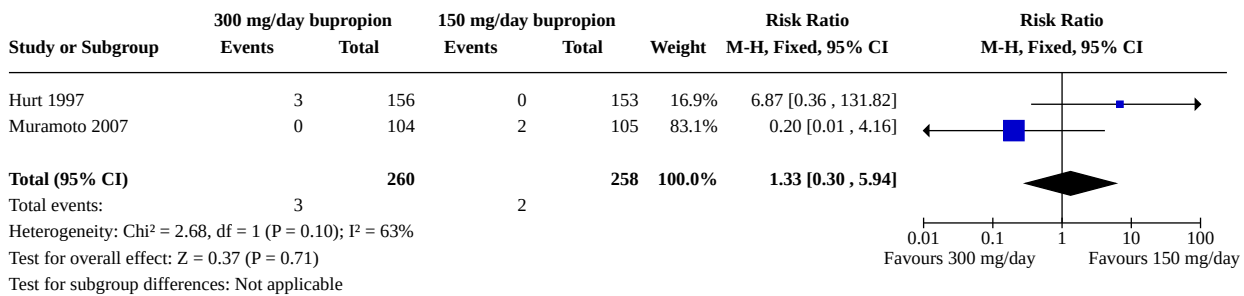 300 mg/day bupropion 150 mg/day bupropion Risk Ratio Risk Ratio
Study or Subgroup Events Total Events Total Weight M-H, Fixed, 95% CI M-H, Fixed, 95% CI
Hurt 1997 3 156 0 153 16.9% 6.87 [0.36 , 131.82]
Muramoto 2007 0 104 2 105 83.1% 0.20 [0.01 , 4.16]
Total (95% CI) 260 258 100.0% 1.33 [0.30 , 5.94]
Total events: 3 2
Heterogeneity: Chi² = 2.68, df = 1 (P = 0.10); I² = 63%
0.01 0.1 1 10 100
Test for overall effect: Z = 0.37 (P = 0.71)
Favours 300 mg/day Favours 150 mg/day
Test for subgroup differences: Not applicable